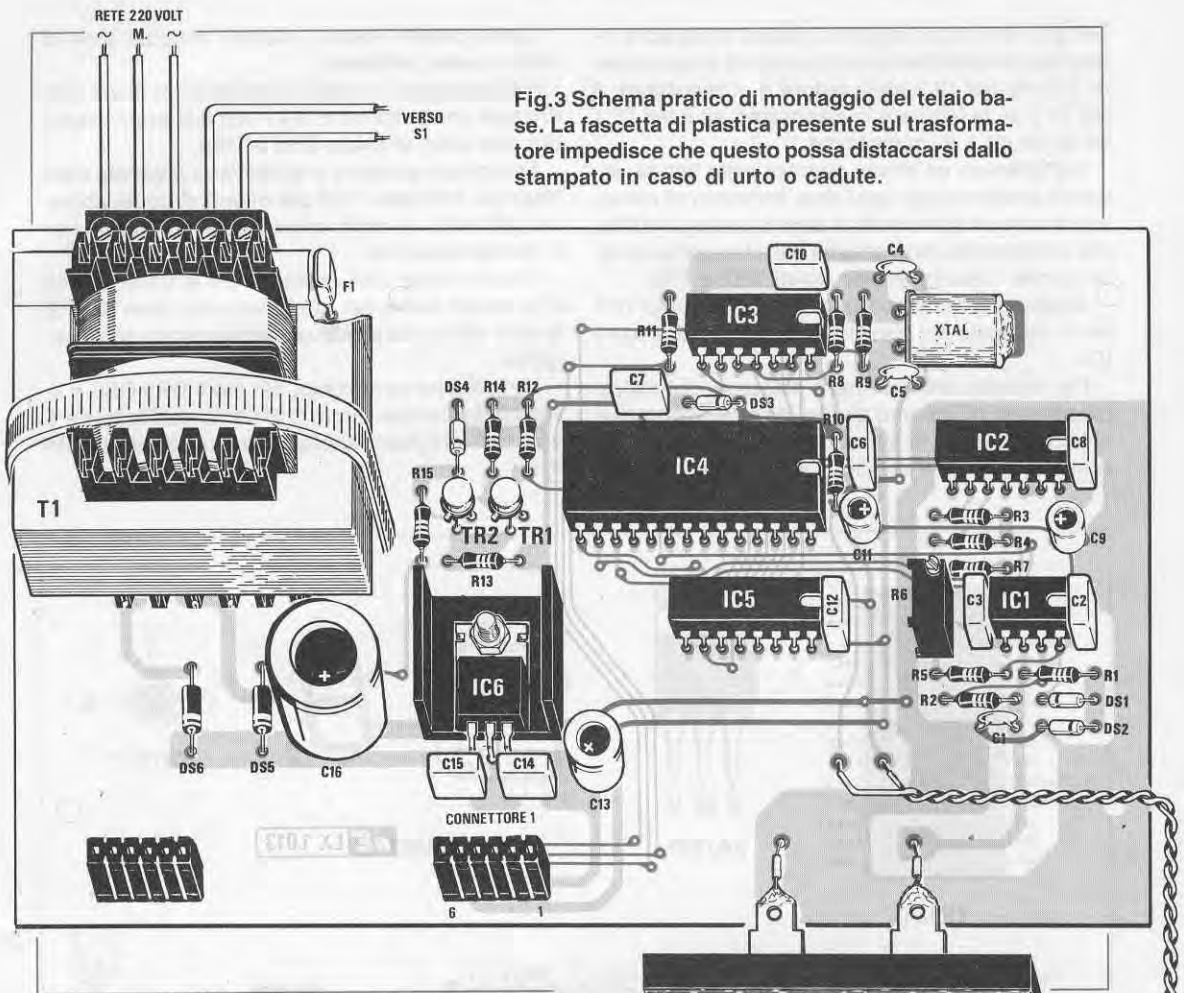 RETE 220 VOLT
~ M. ~
VERSO
S1
Fig.3 Schema pratico di montaggio del telaio ba-
se. La fascetta di plastica presente sul trasforma-
tore impedisce che questo possa distaccarsi dallo
stampato in caso di urto o cadute.
F1
C10
C4
IC3
XTAL
R11
R8
R9
C5
DS4
R14
R12
C7
DS3
R10
C6
IC2
C8
IC4
R15
T1
TR2
TR1
C11
R3
C9
R4
R13
R7
IC5
C12
R6
C3
IC1
C2
IC6
R5
R1
R2
DS1
C1
DS2
DS6
DS5
C16
C15
C14
C13
CONNETTORE 1
LX 1.013
6
1